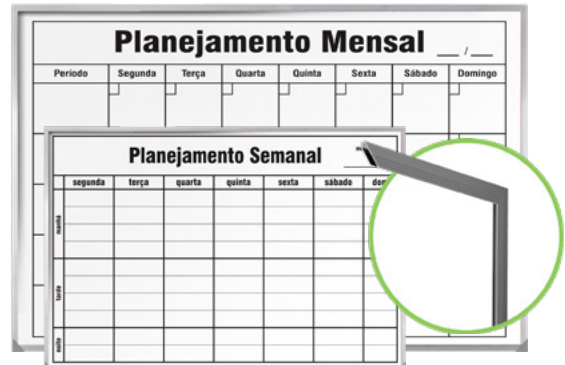 Planejamento Mensal __/__
Período Segunda Terça Quarta Quinta Sexta Sábado Domingo
Planejamento Semanal
segunda terça quarta quinta sexta sábado
manhã
tarde
noite